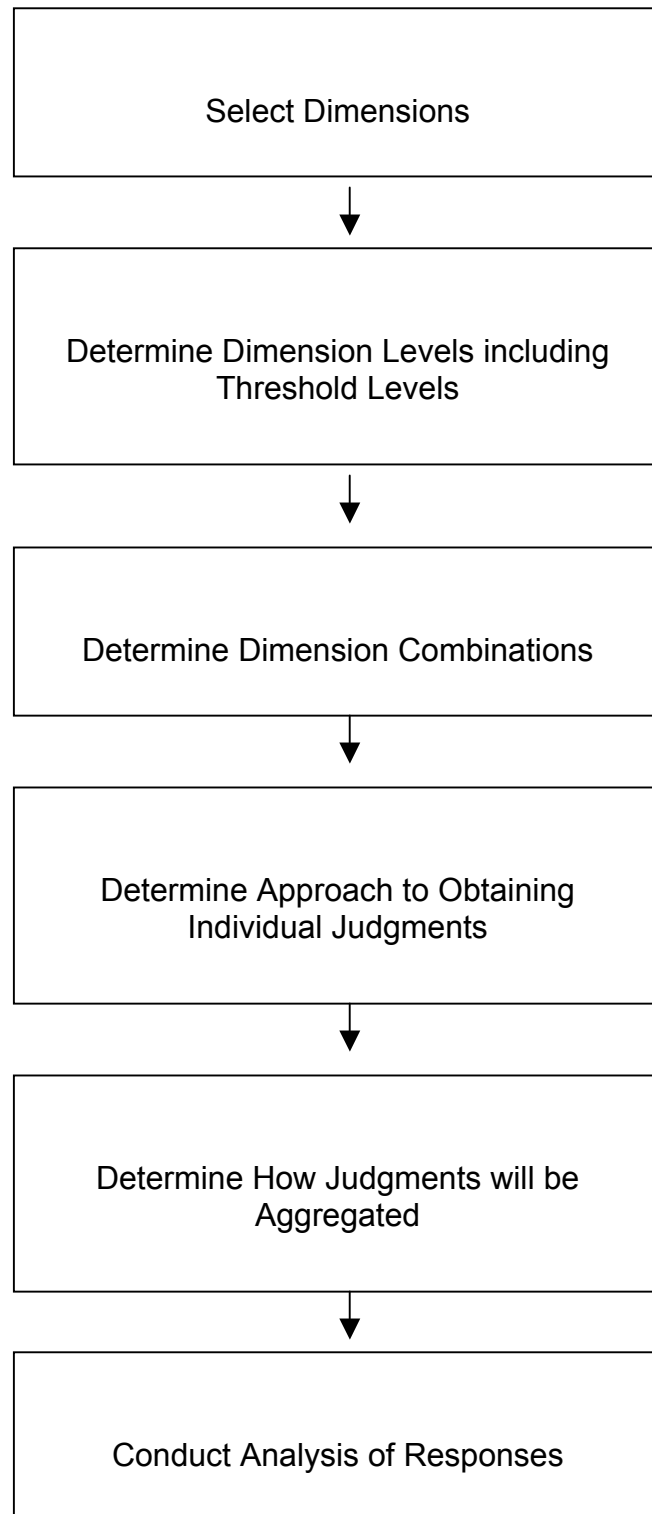 Select Dimensions
Determine Dimension Levels including
Threshold Levels
Determine Dimension Combinations
Determine Approach to Obtaining
Individual Judgments
Determine How Judgments will be
Aggregated
Conduct Analysis of Responses